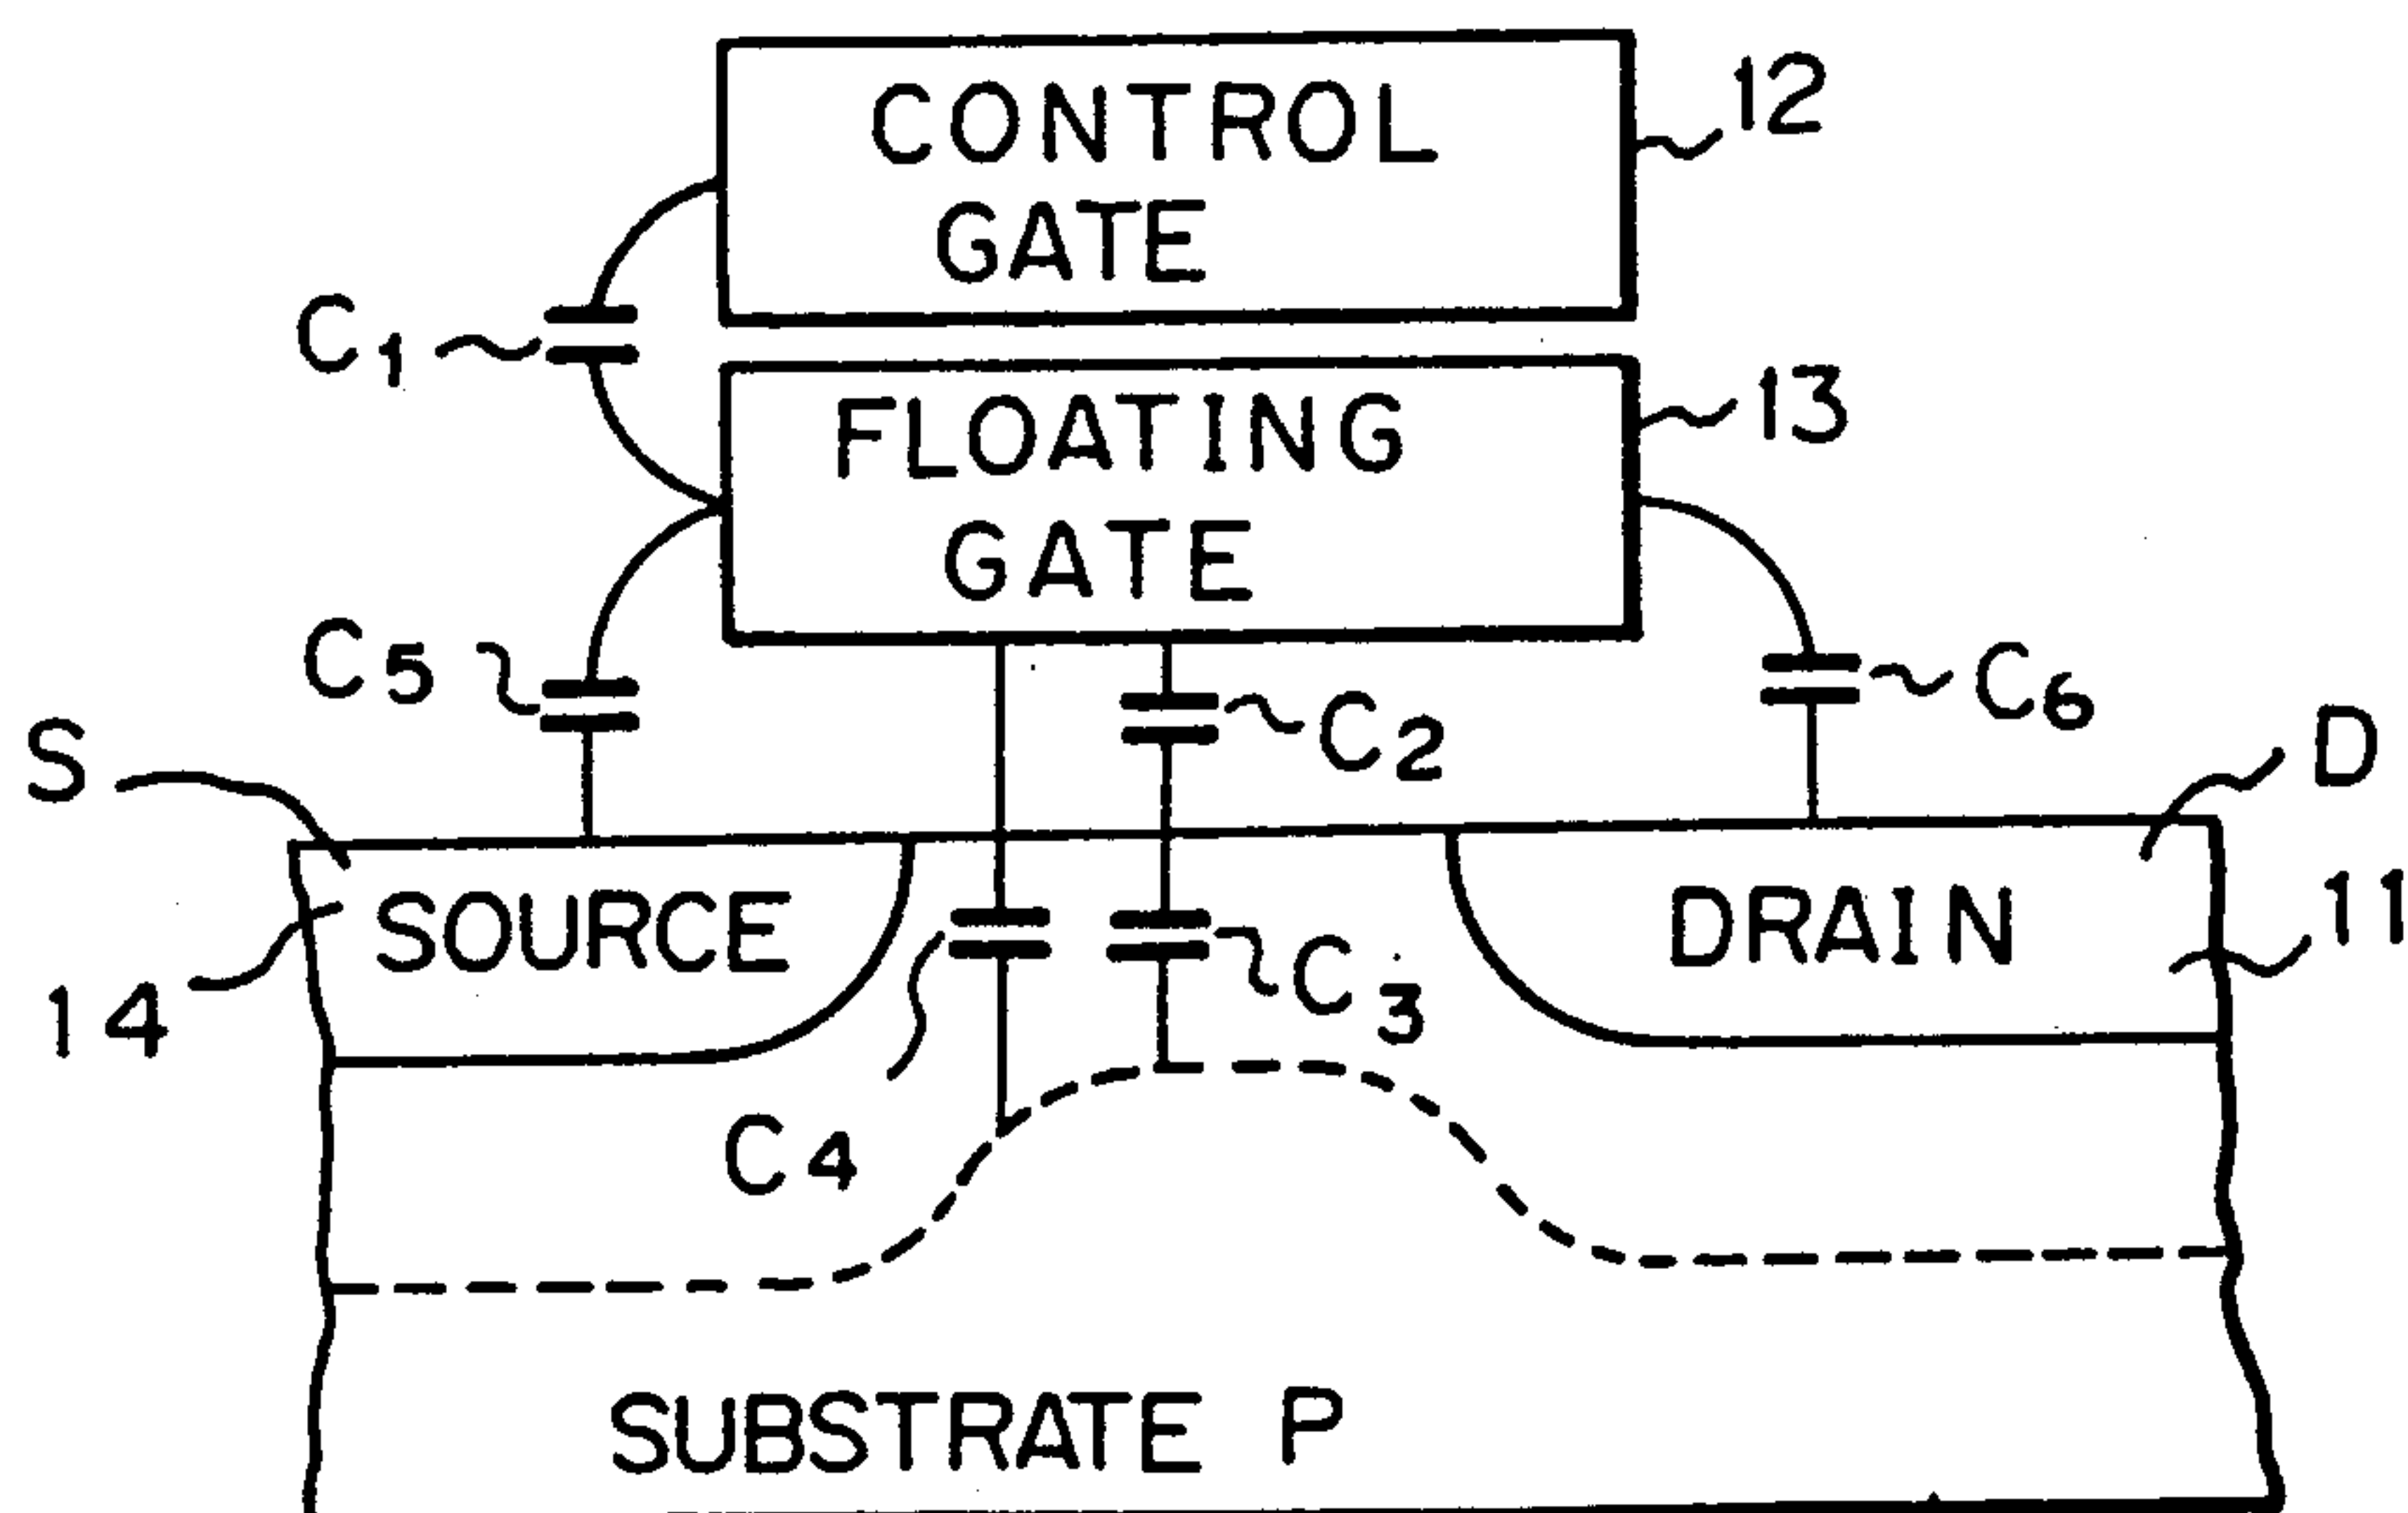 CONTROL
GATE
12
C1
FLOATING
GATE
13
C5
C2
C6
S
D
SOURCE
DRAIN
11
14
C3
C4
SUBSTRATE P